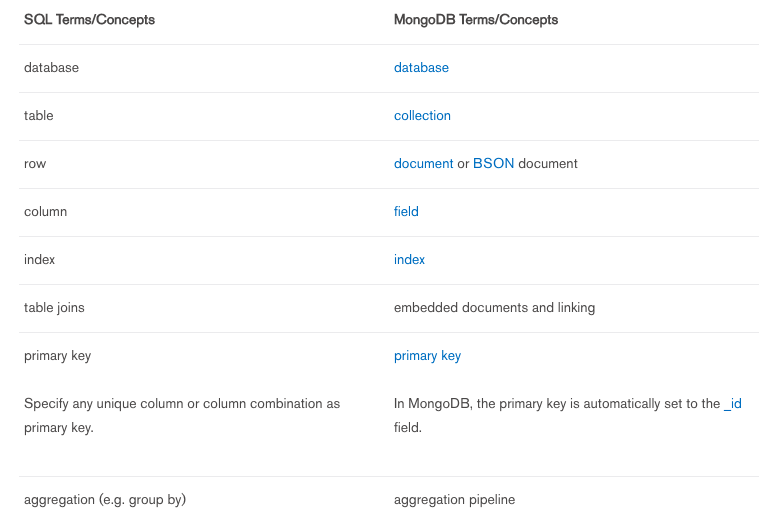 SQL Terms/Concepts MongoDB Terms/Concepts
database database
table collection
row document or BSON document
column field
index index
table joins embedded documents and linking
primary key primary key
Specify any unique column or column combination as In MongoDB, the primary key is automatically set to the _id
primary key. field.
aggregation (e.g. group by) aggregation pipeline